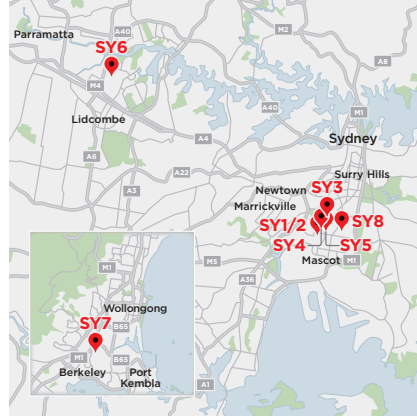 A40
Parramatta
SY6
M2
A8
M4
A40
M1
Lidcombe
A4
Sydney
A6
A22
Surry Hills
A3
Newtown
SY3
Marrickville
SY1/2
SY8
SY4
SY5
M5
Mascot
M1
A36
M1
Wollongong
B65
SY7
M1
B65
Berkeley
Port
Kembla
A1